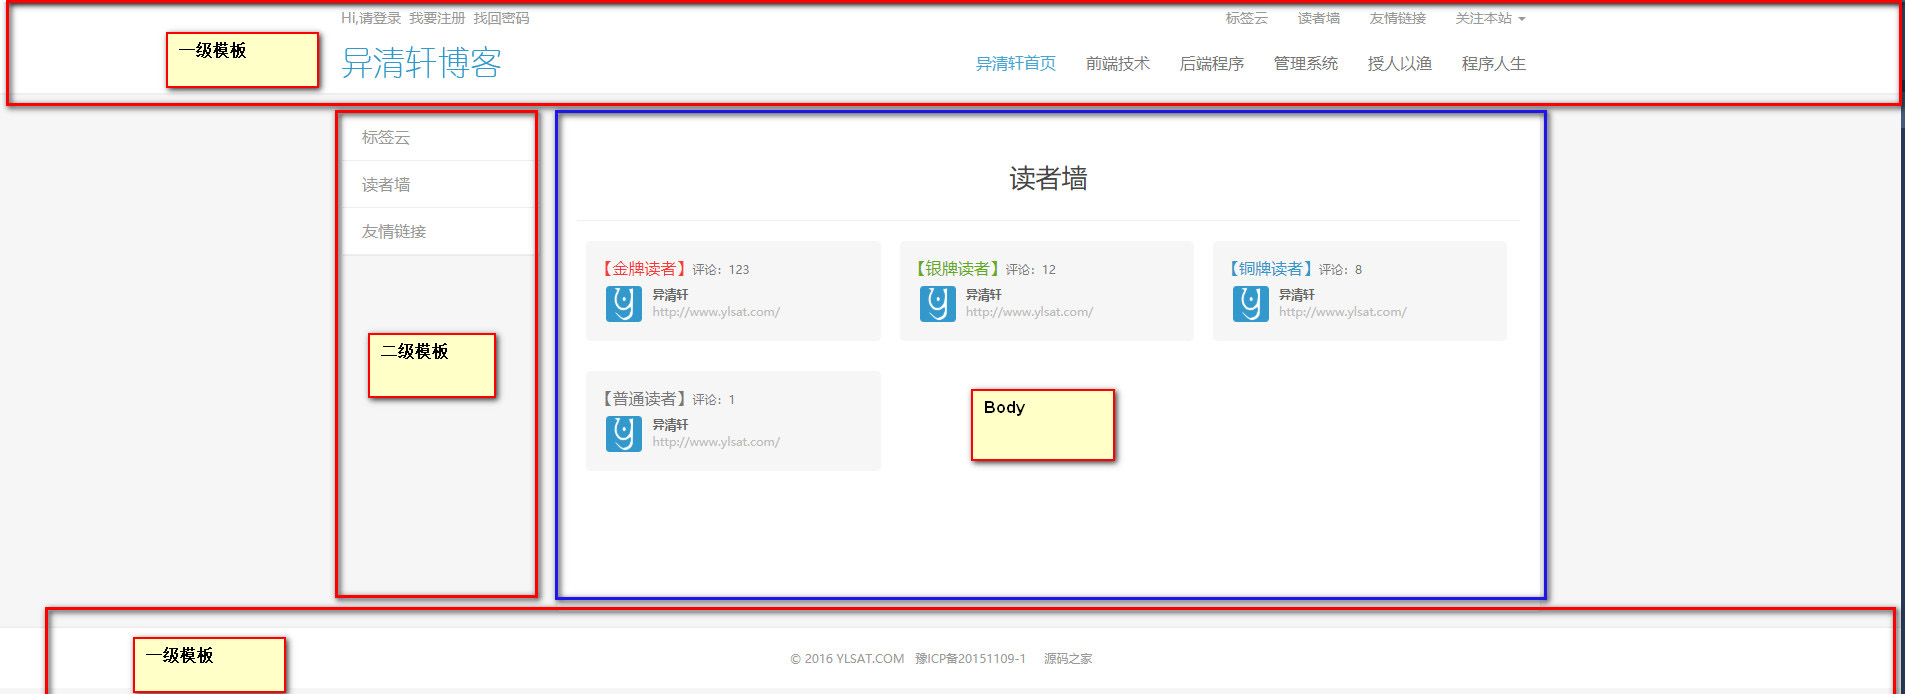 Hi,请登录 我要注册 找回密码
标签云 读者墙 友情链接 关注本站
一级模板
异清轩博客
异清轩首页 前端技术 后端程序 管理系统 授人以渔 程序人生
标签云
读者墙
友情链接
二级模板
读者墙
【金牌读者】评论：123
异清轩
http://www.ylsat.com/
【银牌读者】评论：12
异清轩
http://www.ylsat.com/
【铜牌读者】评论：8
异清轩
http://www.ylsat.com/
【普通读者】评论：1
异清轩
http://www.ylsat.com/
Body
一级模板
© 2016 YLSAT.COM 豫ICP备20151109-1 源码之家